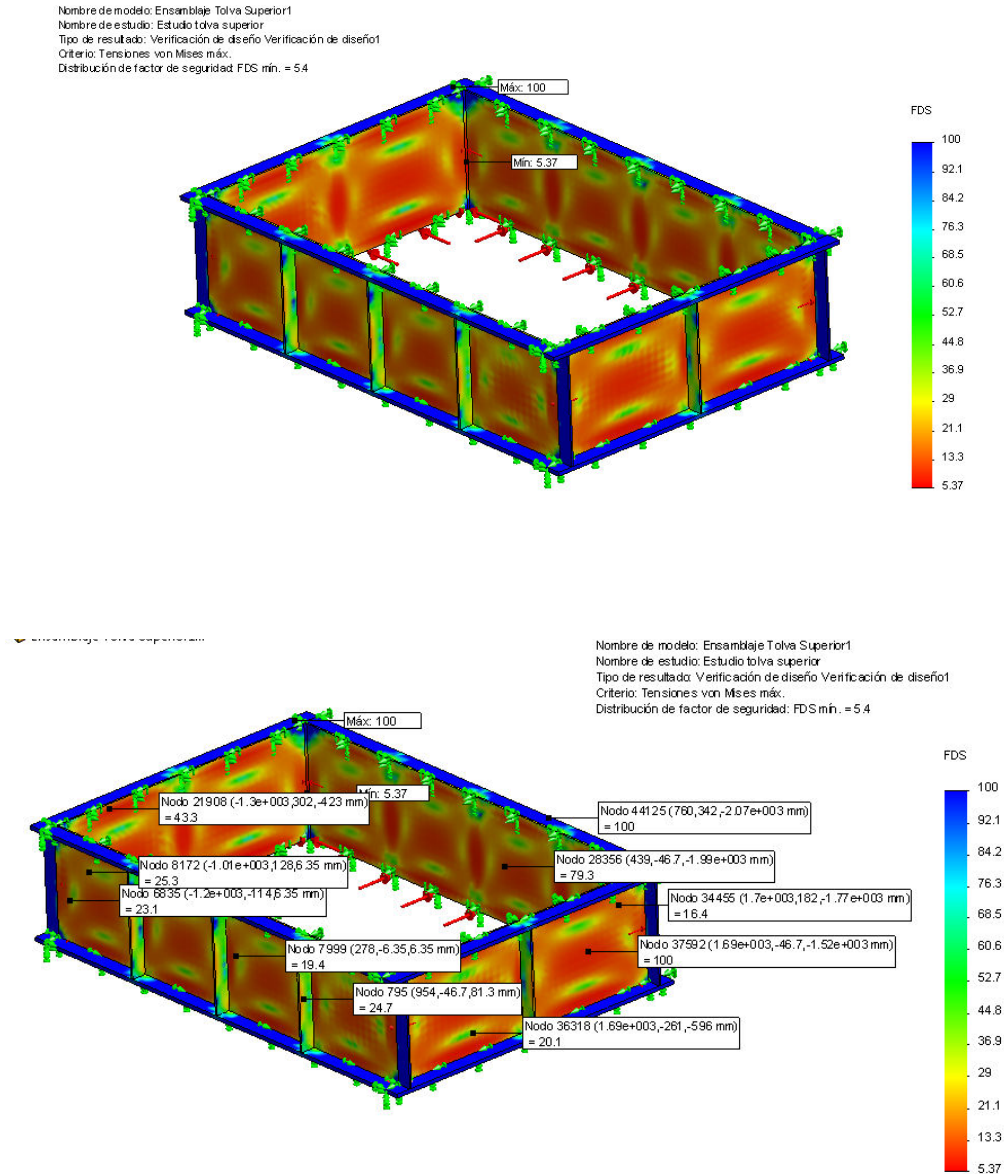 Nombre de modelo: Ensamblaje Tolva Superior1
Nombre de estudio: Estudio tolva superior
Tipo de resultado: Verificación de diseño Verificación de diseño1
Criterio: Tensiones von Mises máx.
Distribución de factor de seguridad: FDS mín. = 5.4
Máx: 100
Mín: 5.37
FDS
100
92.1
84.2
76.3
68.5
60.6
52.7
44.8
36.9
29
21.1
13.3
5.37
Nombre de modelo: Ensamblaje Tolva Superior1
Nombre de estudio: Estudio tolva superior
Tipo de resultado: Verificación de diseño Verificación de diseño1
Criterio: Tensiones von Mises máx.
Distribución de factor de seguridad: FDS mín. = 5.4
Máx: 100
Mín: 5.37
Nodo 21908 (-1.3e+003,302,-423 mm)
= 43.3
Nodo 44125 (760,342,-2.07e+003 mm)
= 100
Nodo 8172 (-1.01e+003,128,6.35 mm)
= 25.3
Nodo 28356 (439,-46.7,-1.99e+003 mm)
= 79.3
Nodo 6835 (-1.2e+003,-114,6.35 mm)
= 23.1
Nodo 34455 (1.7e+003,182,-1.77e+003 mm)
= 16.4
Nodo 7999 (278,-6.35,6.35 mm)
= 19.4
Nodo 37592 (1.69e+003,-46.7,-1.52e+003 mm)
= 100
Nodo 795 (954,-46.7,81.3 mm)
= 24.7
Nodo 36318 (1.69e+003,-261,-596 mm)
= 20.1
FDS
100
92.1
84.2
76.3
68.5
60.6
52.7
44.8
36.9
29
21.1
13.3
5.37